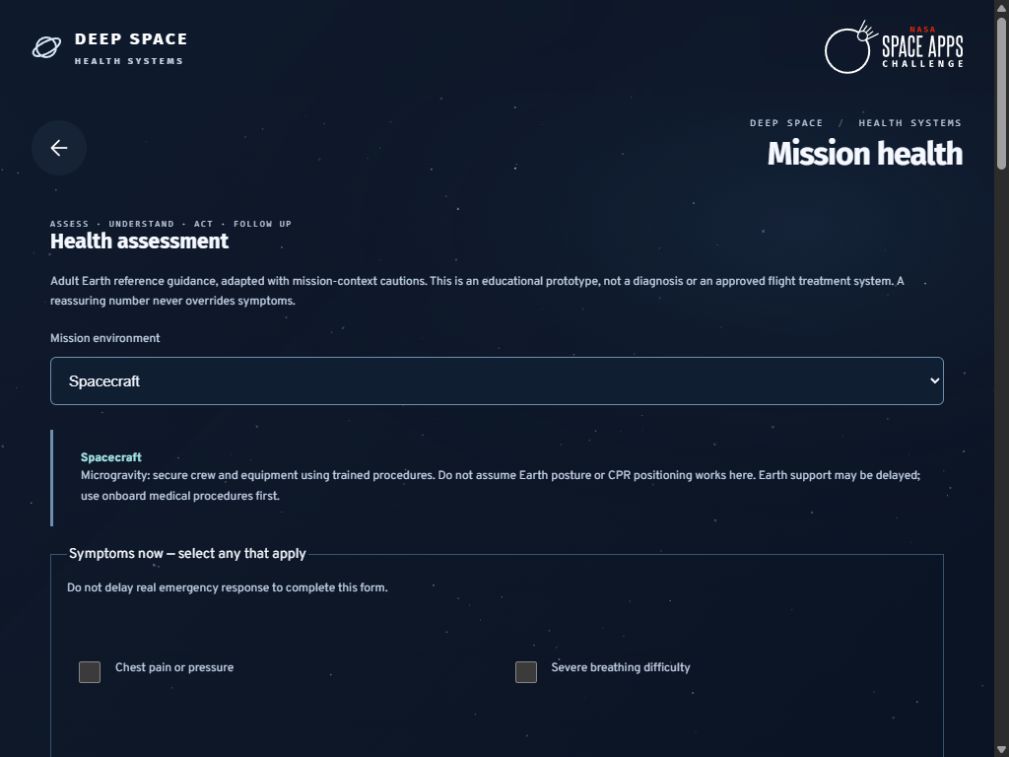 DEEP SPACE
HEALTH SYSTEMS
NASA
SPACE APPS
CHALLENGE
DEEP SPACE / HEALTH SYSTEMS
Mission health
ASSESS · UNDERSTAND · ACT · FOLLOW UP
Health assessment
Adult Earth reference guidance, adapted with mission-context cautions. This is an educational prototype, not a diagnosis or an approved flight treatment system. A
reassuring number never overrides symptoms.
Mission environment
Spacecraft
Spacecraft
Microgravity: secure crew and equipment using trained procedures. Do not assume Earth posture or CPR positioning works here. Earth support may be delayed;
use onboard medical procedures first.
Symptoms now — select any that apply
Do not delay real emergency response to complete this form.
Chest pain or pressure
Severe breathing difficulty